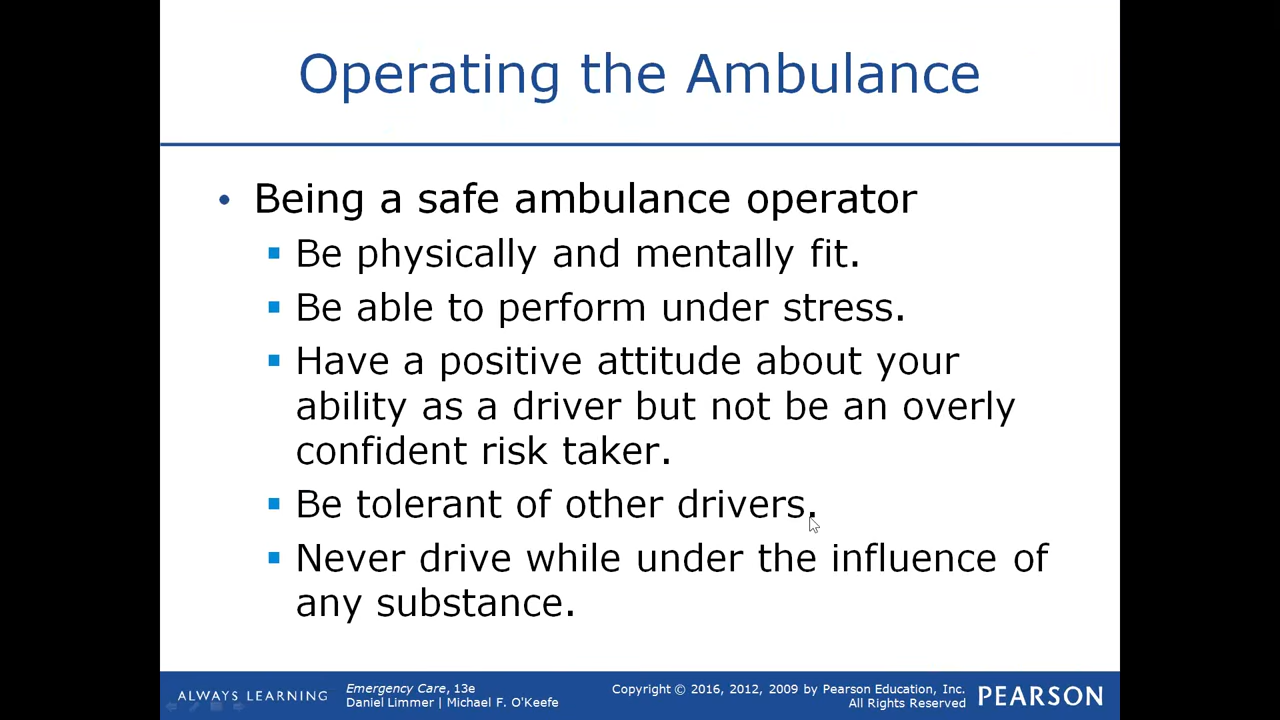 Operating the Ambulance
• Being a safe ambulance operator
▪ Be physically and mentally fit.
▪ Be able to perform under stress.
▪ Have a positive attitude about your
ability as a driver but not be an overly
confident risk taker.
▪ Be tolerant of other drivers.
▪ Never drive while under the influence of
any substance.
ALWAYS LEARNING
Emergency Care, 13e
Daniel Limmer | Michael F. O'Keefe
Copyright © 2016, 2012, 2009 by Pearson Education, Inc.
All Rights Reserved
PEARSON